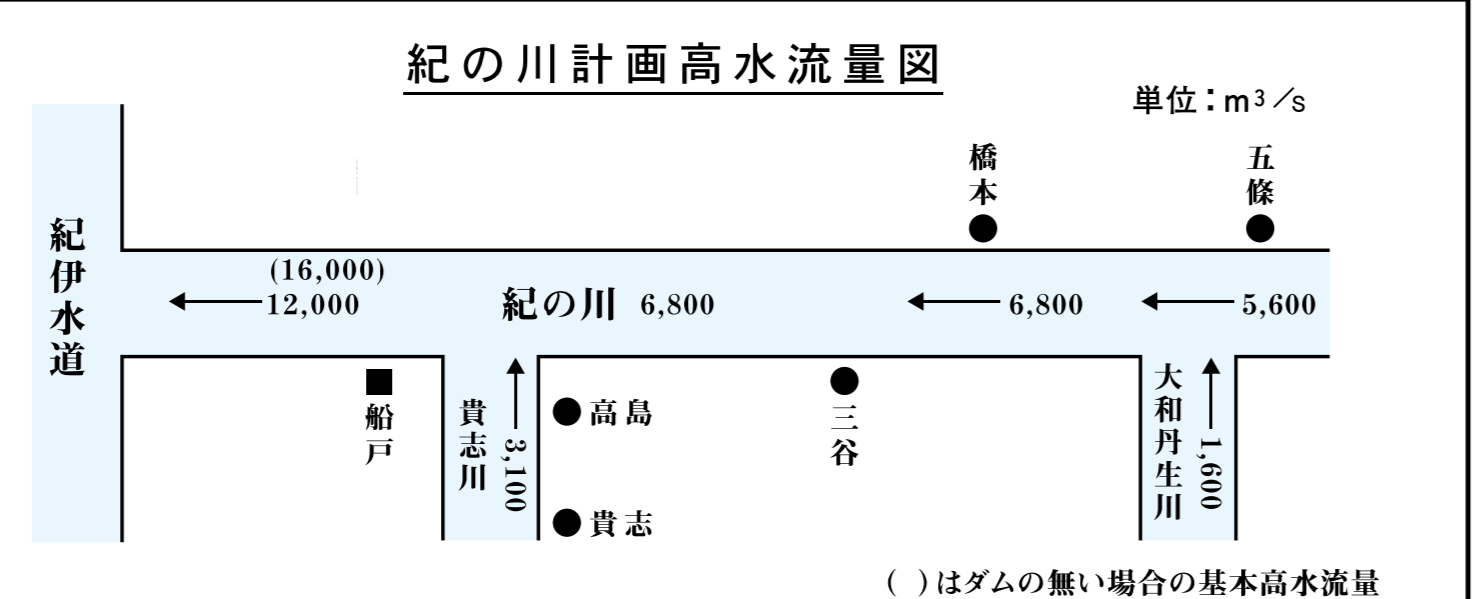 紀の川計画高水流量図
単位：m³／s
橋本
五條
紀伊水道
(16,000)
12,000
紀の川 6,800
6,800
5,600
船戸
貴志川
3,100
高島
貴志
三谷
大和丹生川
1,600
( )はダムの無い場合の基本高水流量